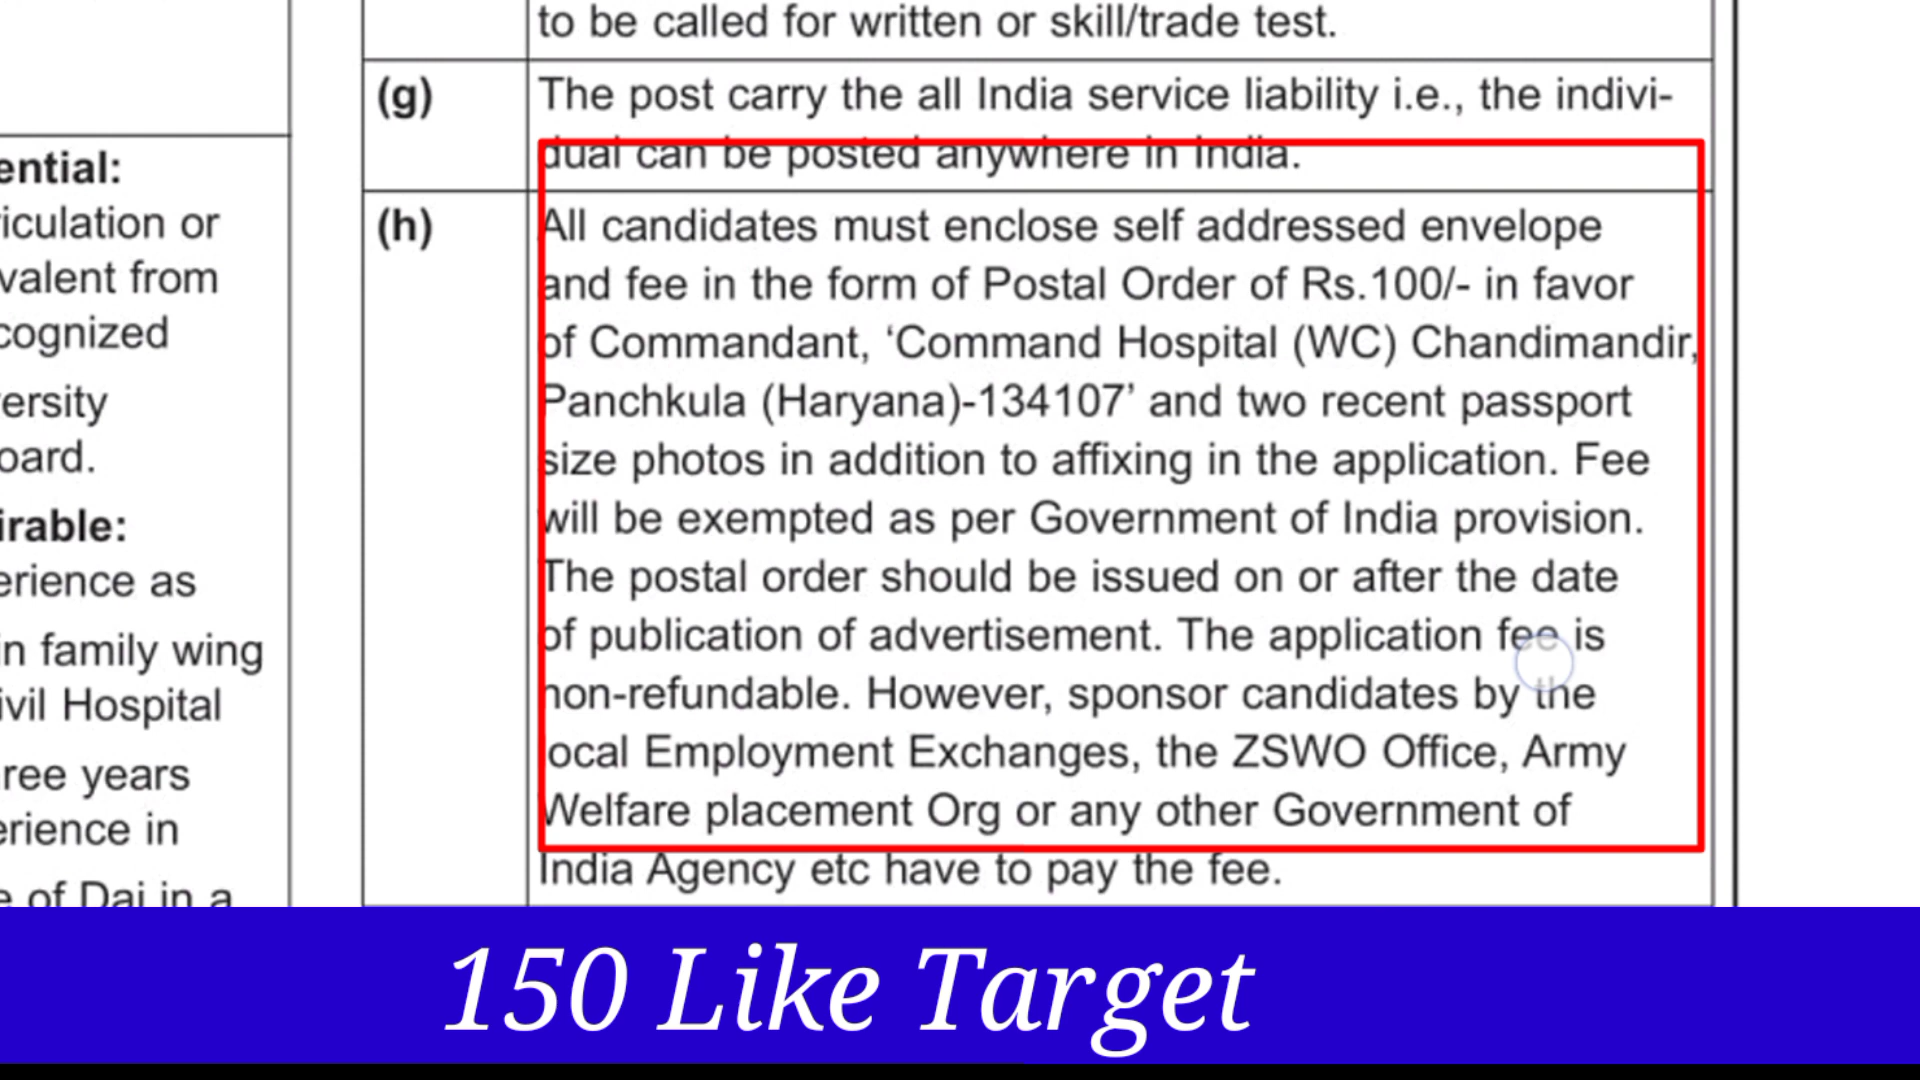 to be called for written or skill/trade test.
(g) The post carry the all India service liability i.e., the indivi-
dual can be posted anywhere in India.
(h) All candidates must enclose self addressed envelope
and fee in the form of Postal Order of Rs.100/- in favor
of Commandant, ‘Command Hospital (WC) Chandimandir,
Panchkula (Haryana)-134107’ and two recent passport
size photos in addition to affixing in the application. Fee
will be exempted as per Government of India provision.
The postal order should be issued on or after the date
of publication of advertisement. The application fee is
non-refundable. However, sponsor candidates by the
local Employment Exchanges, the ZSWO Office, Army
Welfare placement Org or any other Government of
India Agency etc have to pay the fee.
ential:
iculation or
valent from
cognized
ersity
oard.
irable:
erience as
in family wing
ivil Hospital
ree years
erience in
e of Dai in a
150 Like Target